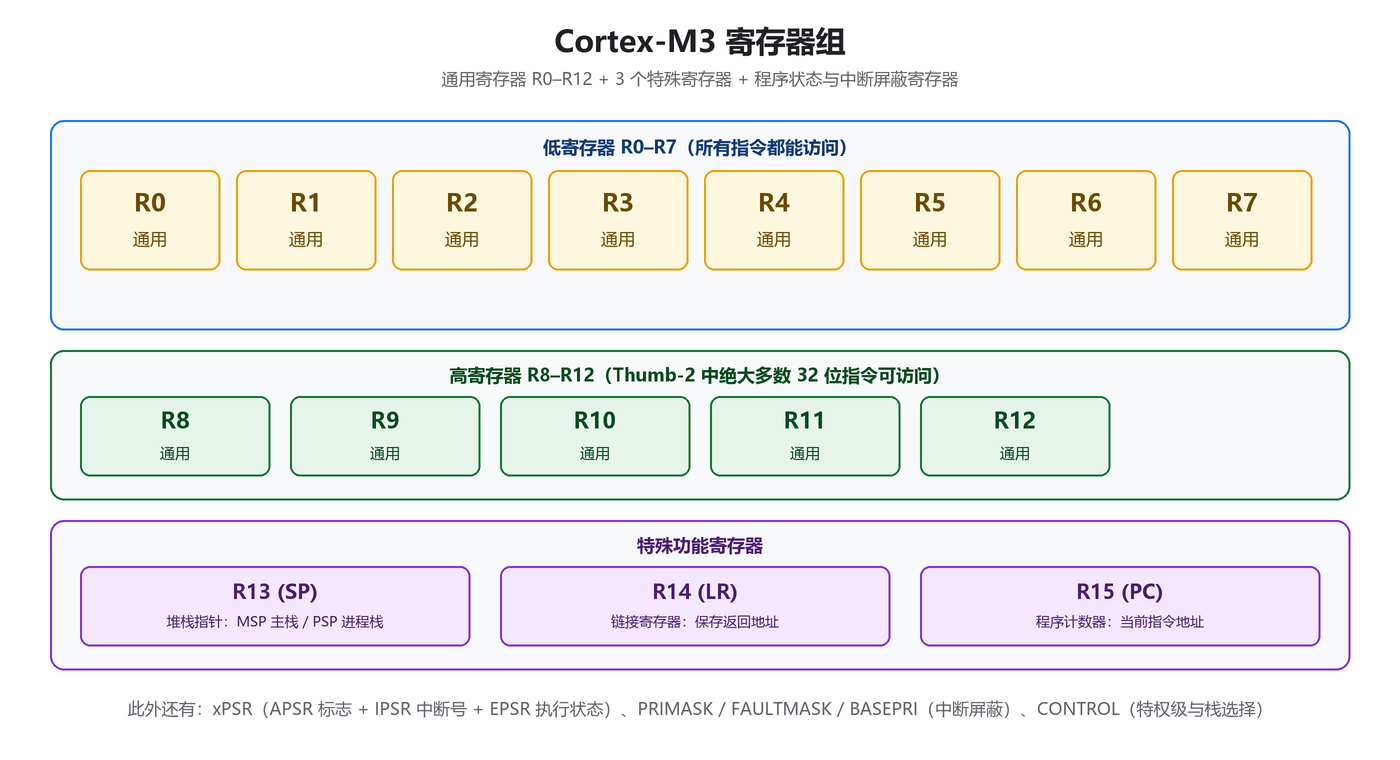 Cortex-M3 寄存器组
通用寄存器 R0–R12 + 3 个特殊寄存器 + 程序状态与中断屏蔽寄存器
低寄存器 R0–R7（所有指令都能访问）
R0 R1 R2 R3 R4 R5 R6 R7
通用 通用 通用 通用 通用 通用 通用 通用
高寄存器 R8–R12（Thumb-2 中绝大多数 32 位指令可访问）
R8 R9 R10 R11 R12
通用 通用 通用 通用 通用
特殊功能寄存器
R13 (SP) R14 (LR) R15 (PC)
堆栈指针：MSP 主栈 / PSP 进程栈 链接寄存器：保存返回地址 程序计数器：当前指令地址
此外还有：xPSR（APSR 标志 + IPSR 中断号 + EPSR 执行状态）、PRIMASK / FAULTMASK / BASEPRI（中断屏蔽）、CONTROL（特权级与栈选择）